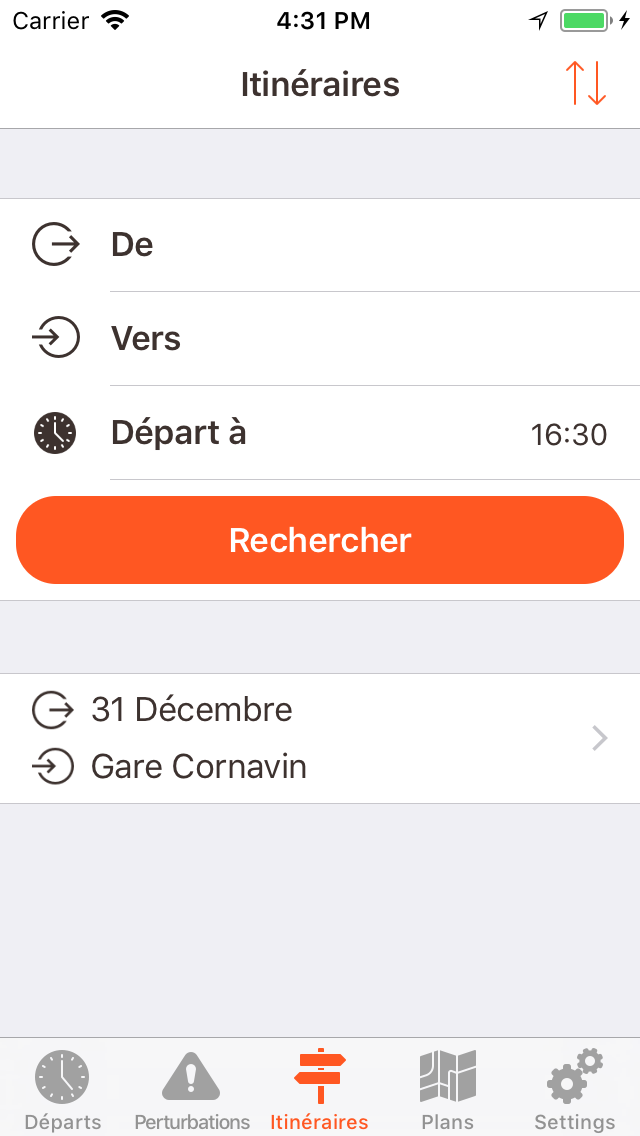 Carrier 4:31 PM
Itinéraires
De
Vers
Départ à 16:30
Rechercher
31 Décembre
Gare Cornavin
Départs Perturbations Itinéraires Plans Settings